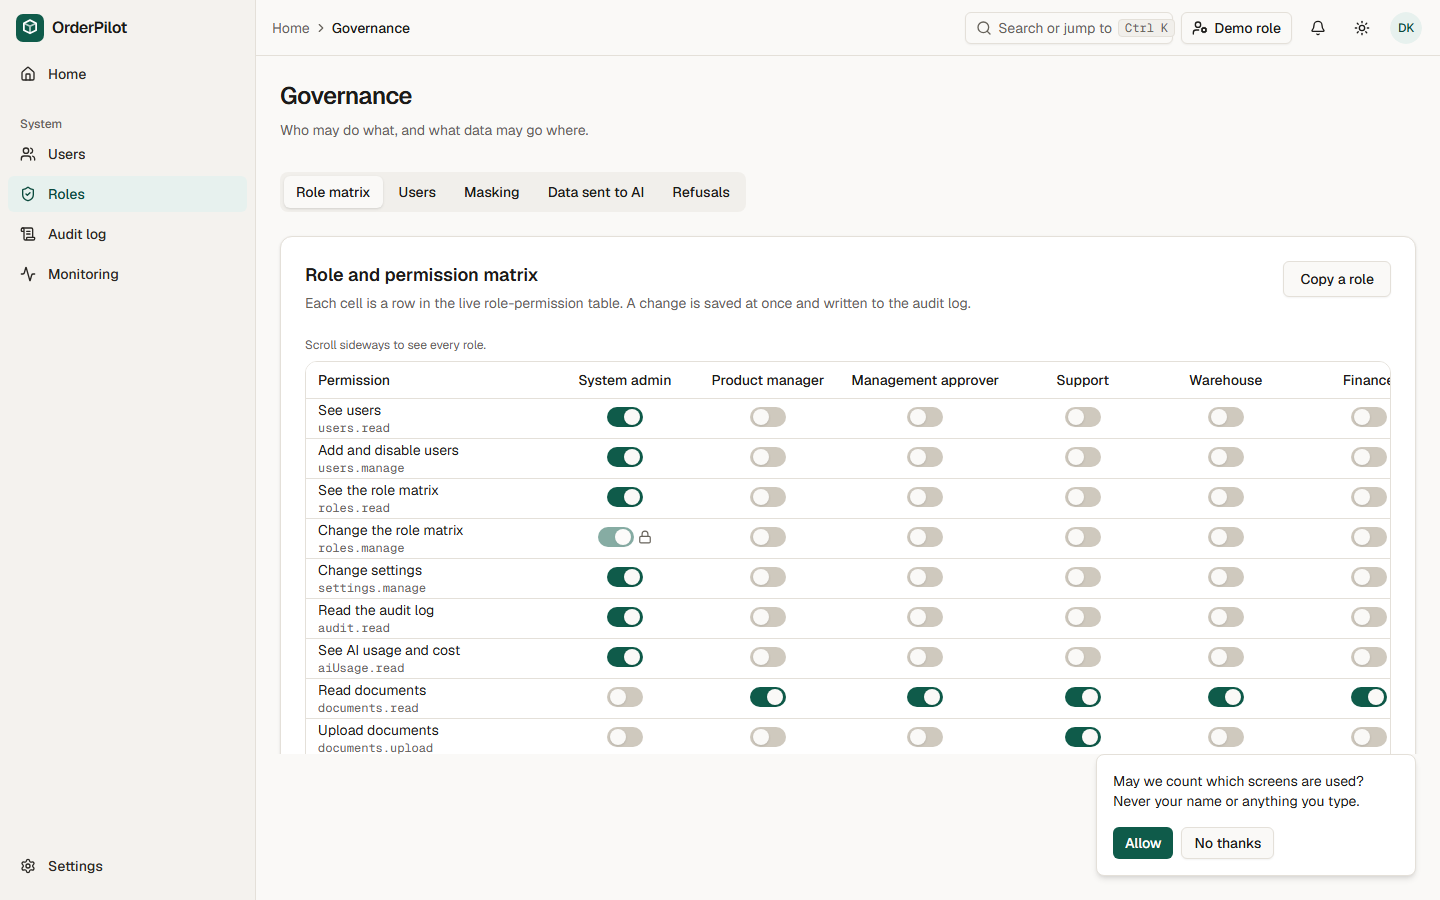 OrderPilot
Home
System
Users
Roles
Audit log
Monitoring
Settings
Home > Governance
Search or jump to Ctrl K
Demo role
DK
Governance
Who may do what, and what data may go where.
Role matrix Users Masking Data sent to AI Refusals
Role and permission matrix
Each cell is a row in the live role-permission table. A change is saved at once and written to the audit log.
Copy a role
Scroll sideways to see every role.
Permission System admin Product manager Management approver Support Warehouse Finance
See users
users.read
Add and disable users
users.manage
See the role matrix
roles.read
Change the role matrix
roles.manage
Change settings
settings.manage
Read the audit log
audit.read
See AI usage and cost
aiUsage.read
Read documents
documents.read
Upload documents
documents.upload
May we count which screens are used?
Never your name or anything you type.
Allow
No thanks